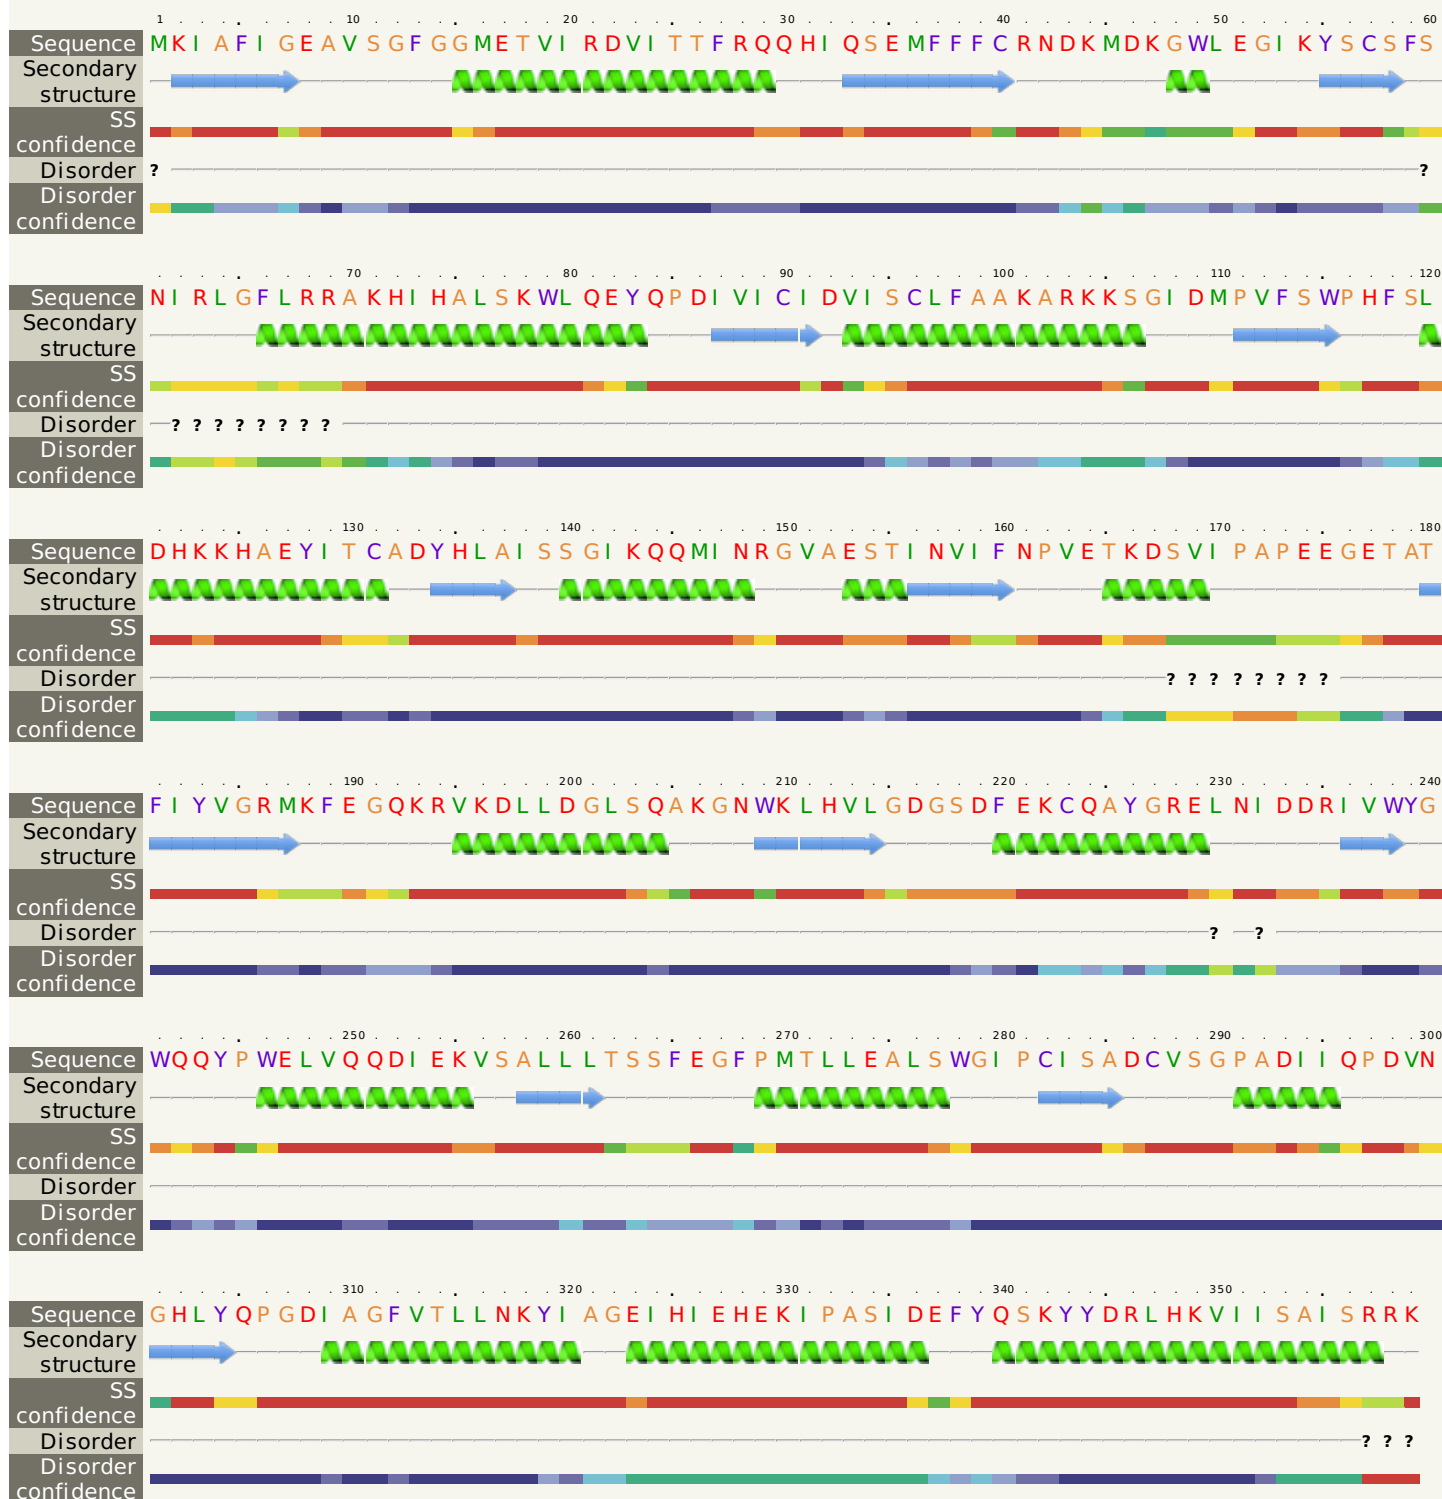 1 10 20 30 40 50 60
Sequence MKIAFIGEAVSGFGGMETVIRDVITTFRQQHIQSEMFFFCRNDKMDKGWLEGIKYSCSFS
Secondary
structure
SS
confidence
Disorder ? ?
Disorder
confidence
70 80 90 100 110 120
Sequence NIRLGFLRRAKHIHALSKWLQEYQPDIVICIDVISCLFAAKARKKSGIDMPVFSWPHFSL
Secondary
structure
SS
confidence
Disorder ? ? ? ? ? ? ? ?
Disorder
confidence
130 140 150 160 170 180
Sequence DHKKHAEYITCADYHLAISSGIKQQMINRGVAESTINVIFNPVETKDSVIPAPEEGETAT
Secondary
structure
SS
confidence
Disorder ? ? ? ? ? ? ? ?
Disorder
confidence
190 200 210 220 230 240
Sequence FIYVGRMKFEGQKRVKDLLDGLSQAKGNWKLHVLGDGSDFEKCQAYGRELNIDDRIVWYG
Secondary
structure
SS
confidence
Disorder ? ?
Disorder
confidence
250 260 270 280 290 300
Sequence WQQYPWELVQQDIEKVSALLLTSSFEGFPMTLLEALSWGIPCISADCVSGPADIIQPDVN
Secondary
structure
SS
confidence
Disorder
Disorder
confidence
310 320 330 340 350
Sequence GHLYQPGDIAGFVTLLNKYIAGEIHIEHEKIPASIDEFYQSKYYDRLHKVIISAISRRK
Secondary
structure
SS
confidence
Disorder ? ? ?
Disorder
confidence